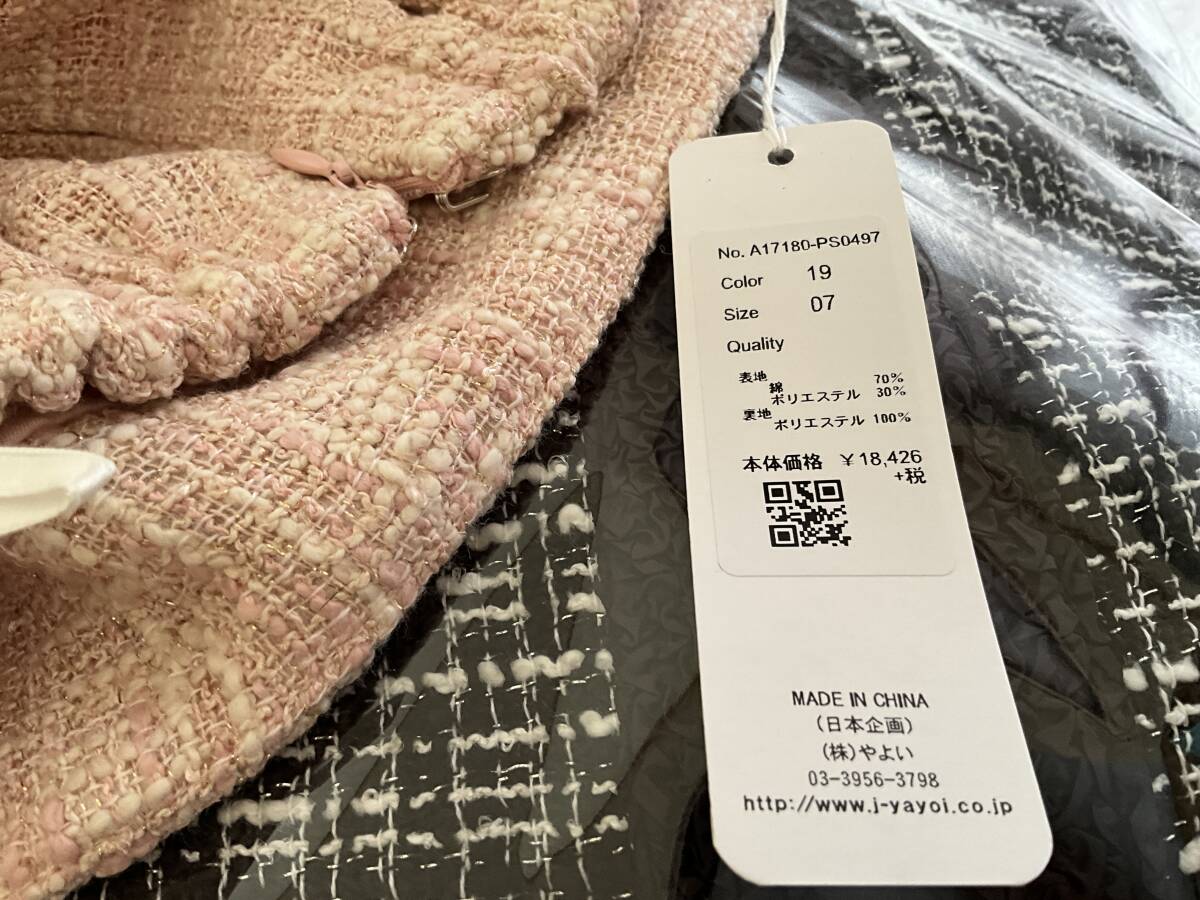 No. A17180-PS0497
Color 19
Size 07
Quality
表地
綿 70%
ポリエステル 30%
裏地
ポリエステル 100%
本体価格 ¥18,426
+税
MADE IN CHINA
(日本企画)
(株)やよい
03-3956-3798
http://www.j-yayoi.co.jp